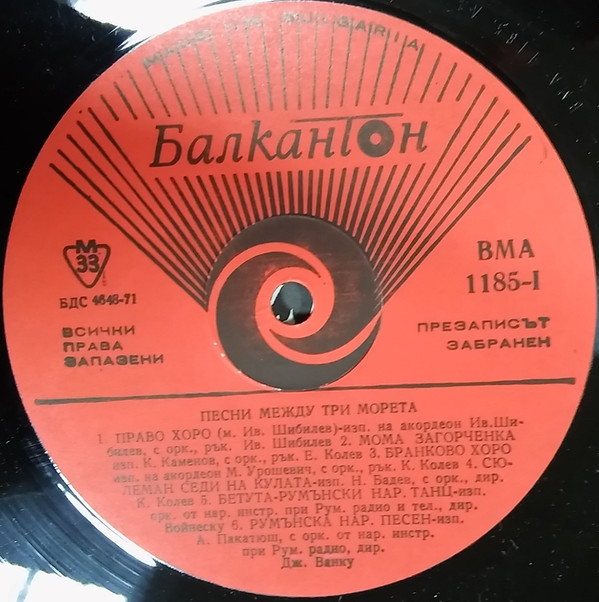 MADE IN BULGARIA
Балкантон
М
33
БДС 4848-71
ВСИЧКИ
ПРАВА
ЗАПАЗЕНИ
ВМА
1185-I
ПРЕЗАПИСЪТ
ЗАБРАНЕН
ПЕСНИ МЕЖДУ ТРИ МОРЕТА
1. ПРАВО ХОРО (м. Ив. Шибилев)-изп. на акордеон Ив.Ши-
билев, с орк., рък. Ив. Шибилев 2. МОМА ЗАГОРЧЕНКА
изп. К. Каменов, с орк., рък. Е. Колев 3. БРАНКОВО ХОРО
изп. на акордеон М. Урошевич, с орк., рък. К. Колев 4. СЮ-
ЛЕМАН СЕДИ НА КУЛАТА-изп. Н. Бадев, с орк., дир.
К. Колев 5. БЕТУТА-РУМЪНСКИ НАР. ТАНЦ-изп.
орк. от нар. инстр. при Рум. радио и тел., дир.
Войнеску 6. РУМЪНСКА НАР. ПЕСЕН-изп.
А. Пакатюш, с орк. от нар. инстр.
при Рум. радио, дир.
Дж. Ванку